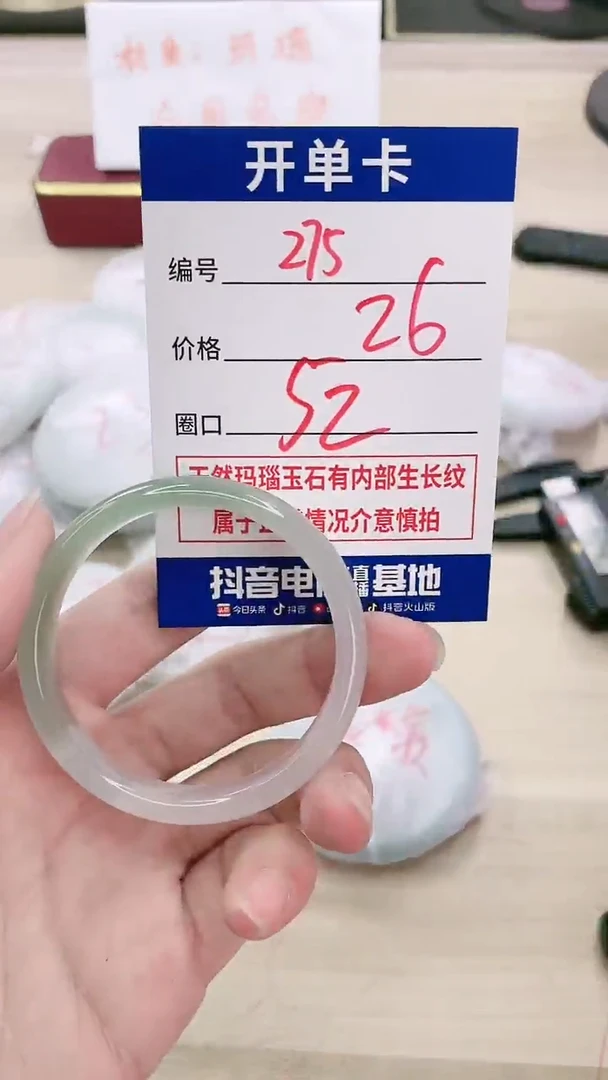 开单卡
编号 275
价格 26
圈口 52
天然玛瑙玉石有内部生长纹
属于正常情况介意慎拍
抖音电商直播基地
今日头条 抖音 抖音火山版